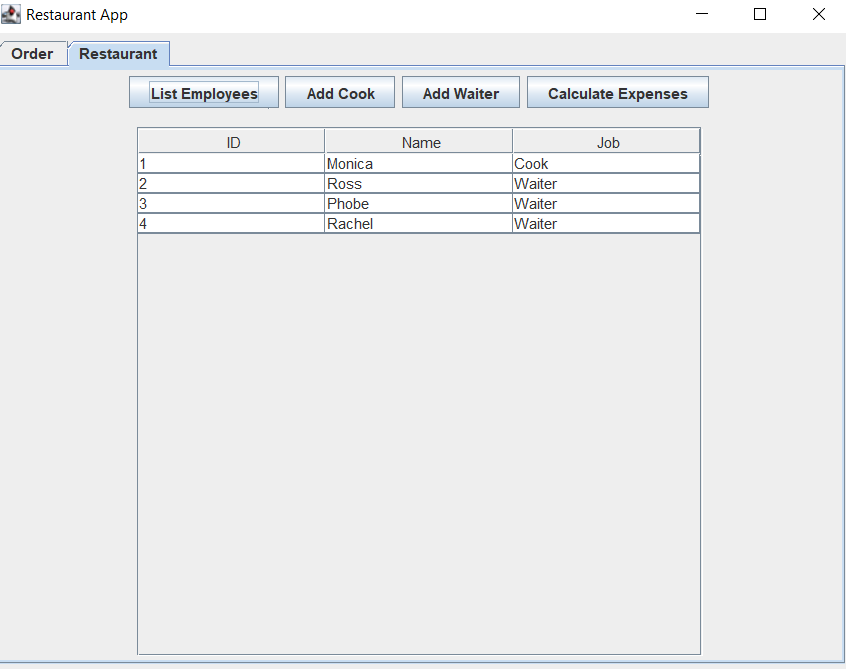 Restaurant App
Order Restaurant
List Employees Add Cook Add Waiter Calculate Expenses
ID Name Job
1 Monica Cook
2 Ross Waiter
3 Phobe Waiter
4 Rachel Waiter